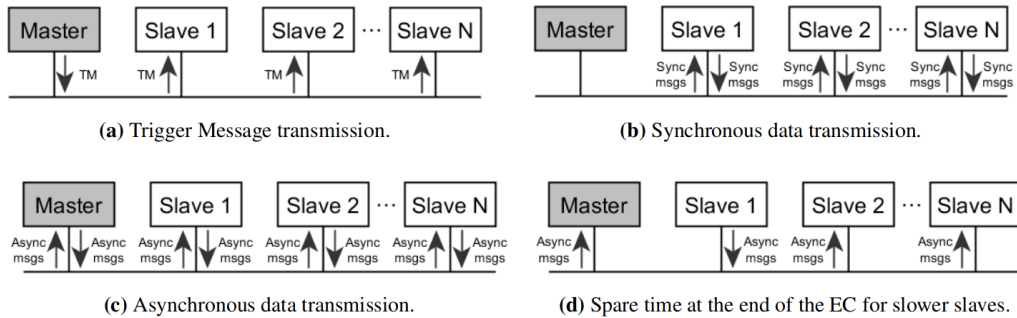 Master Slave 1 Slave 2 ··· Slave N
TM TM TM TM
(a) Trigger Message transmission.
Master Slave 1 Slave 2 ··· Slave N
Sync msgs Sync msgs Sync msgs Sync msgs Sync msgs Sync msgs
(b) Synchronous data transmission.
Master Slave 1 Slave 2 ··· Slave N
Async msgs Async msgs Async msgs Async msgs Async msgs Async msgs Async msgs Async msgs
(c) Asynchronous data transmission.
Master Slave 1 Slave 2 ··· Slave N
Async msgs Async msgs Async msgs Async msgs
(d) Spare time at the end of the EC for slower slaves.